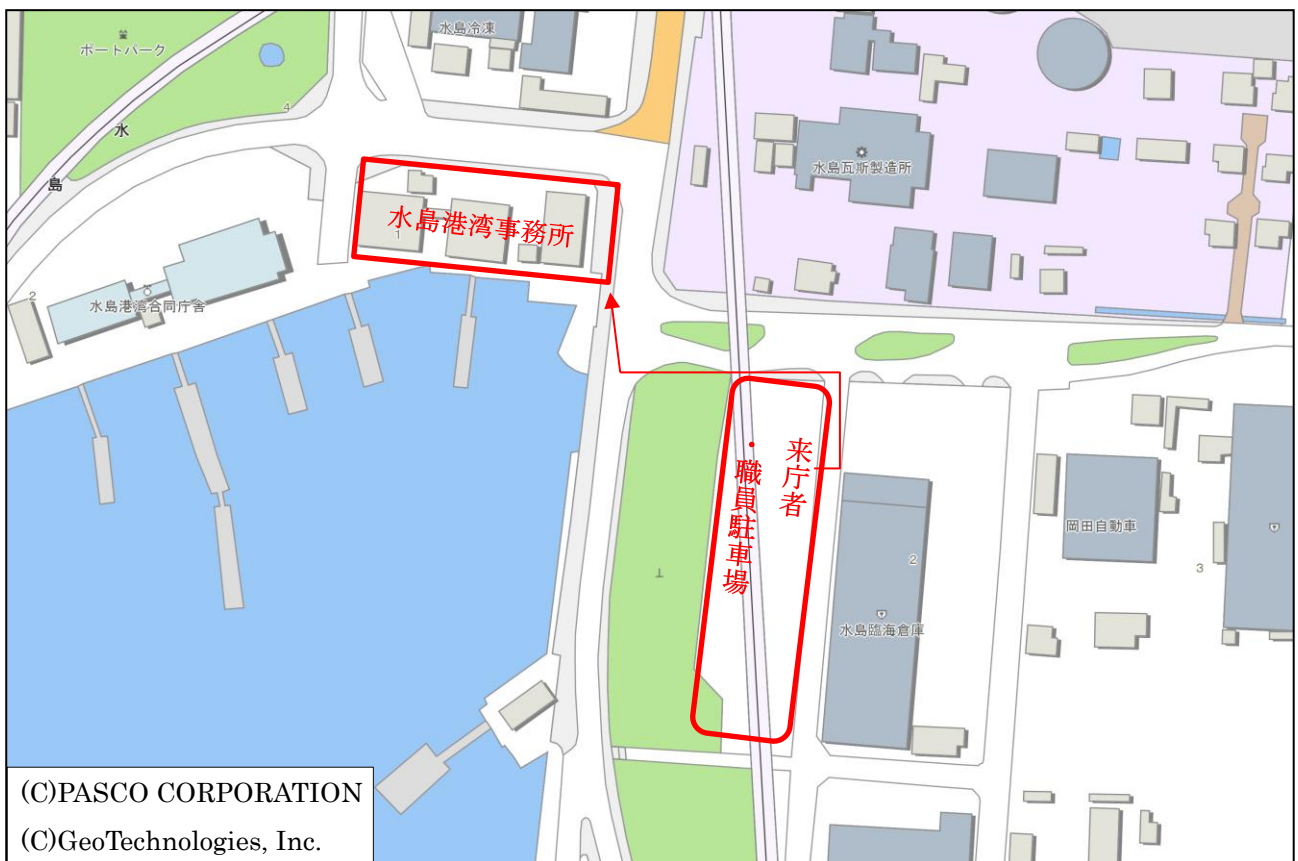 ポートパーク
水島冷凍
4
水
島
水島瓦斯製造所
水島港湾事務所
1
2
水島港湾合同庁舎
来庁者
・職員駐車場
岡田自動車
2
3
水島臨海倉庫
(C)PASCO CORPORATION
(C)GeoTechnologies, Inc.